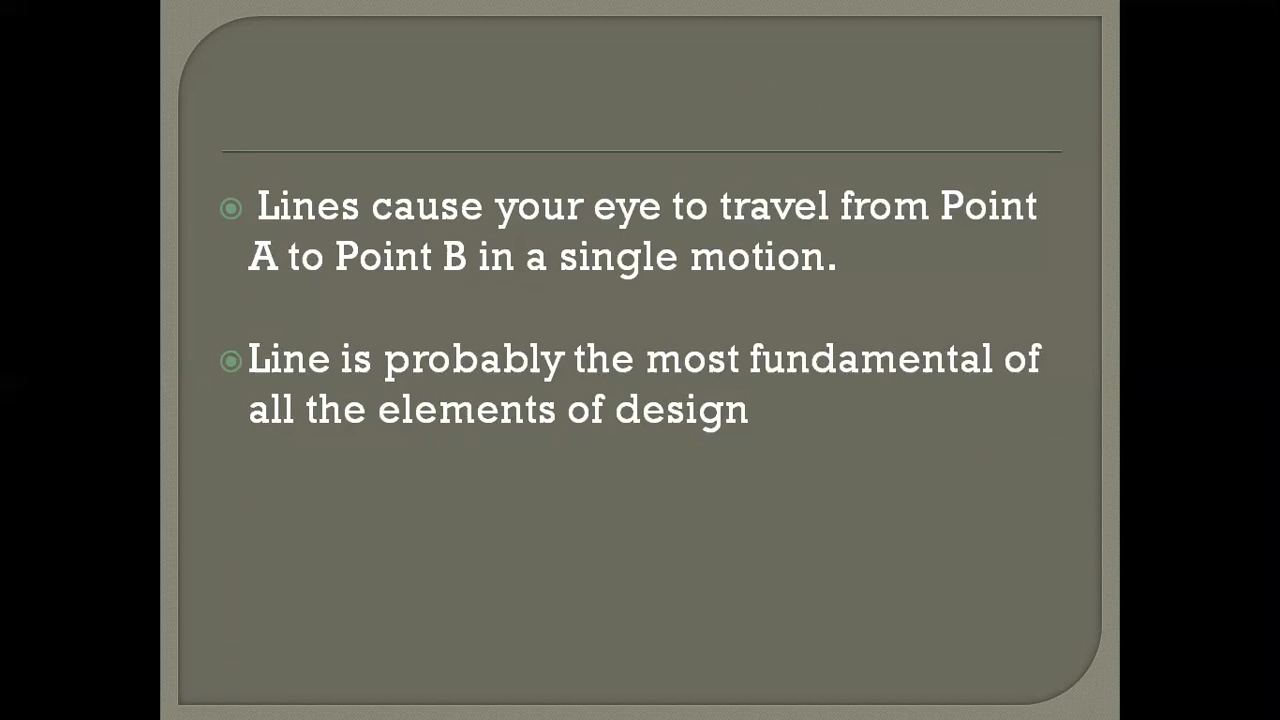 Lines cause your eye to travel from Point
A to Point B in a single motion.
Line is probably the most fundamental of
all the elements of design